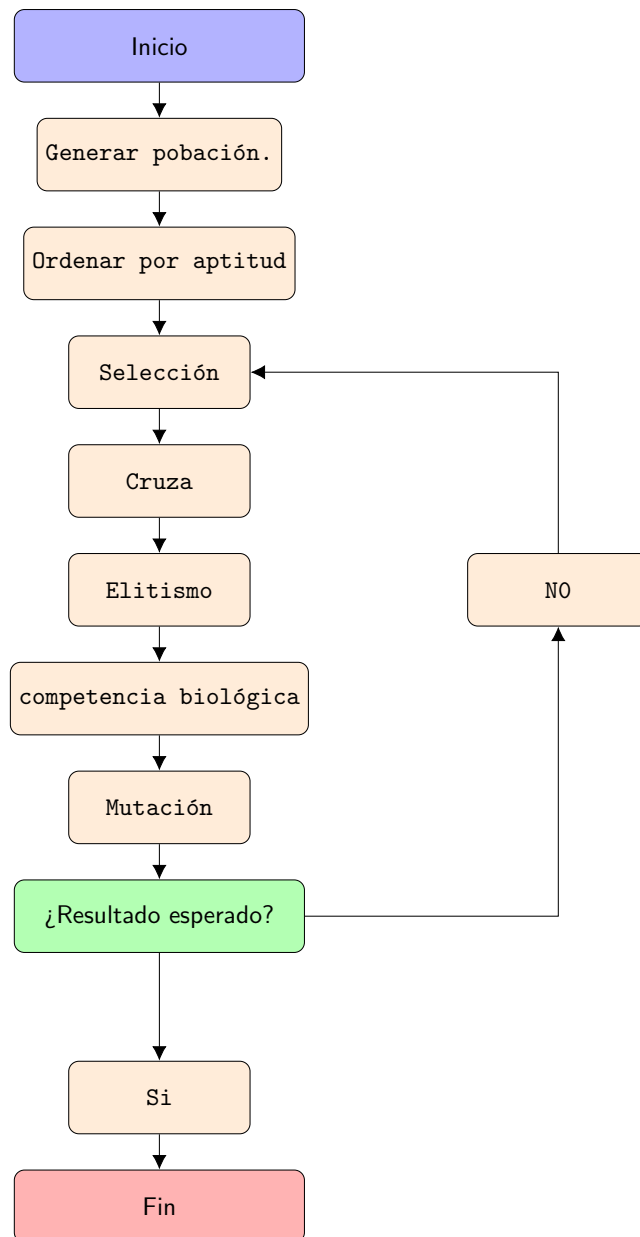 Inicio
Generar pobación.
Ordenar por aptitud
Selección
Cruza
Elitismo
NO
competencia biológica
Mutación
¿Resultado esperado?
Si
Fin